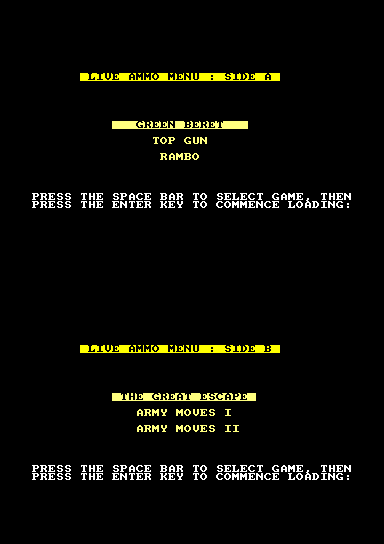 LIVE AMMO MENU : SIDE A
GREEN BERET
TOP GUN
RAMBO
PRESS THE SPACE BAR TO SELECT GAME, THEN
PRESS THE ENTER KEY TO COMMENCE LOADING:
LIVE AMMO MENU : SIDE B
THE GREAT ESCAPE
ARMY MOVES I
ARMY MOVES II
PRESS THE SPACE BAR TO SELECT GAME, THEN
PRESS THE ENTER KEY TO COMMENCE LOADING: